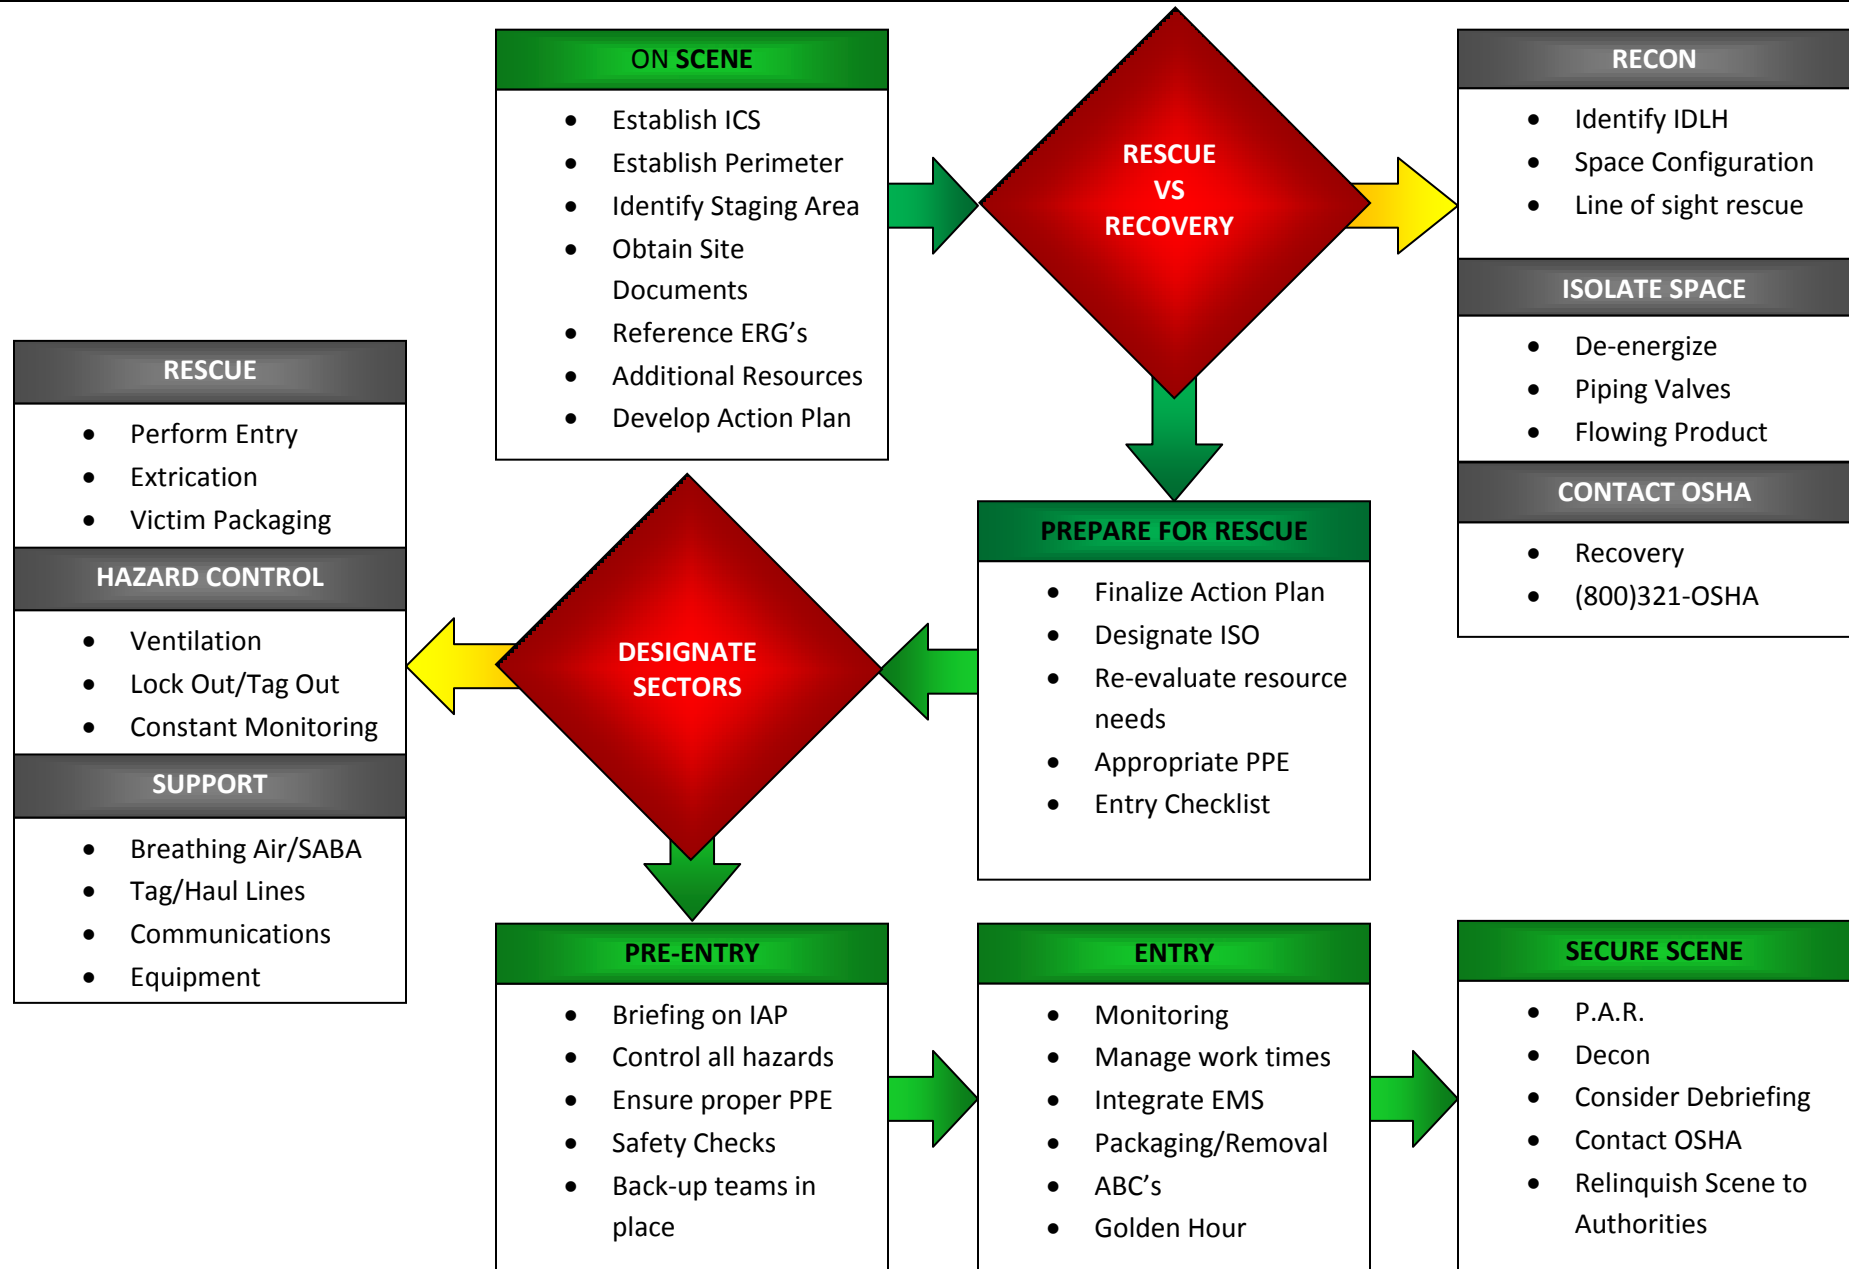 ON SCENE
• Establish ICS
• Establish Perimeter
• Identify Staging Area
• Obtain Site
Documents
• Reference ERG’s
• Additional Resources
• Develop Action Plan
RESCUE
VS
RECOVERY
RECON
• Identify IDLH
• Space Configuration
• Line of sight rescue
ISOLATE SPACE
• De-energize
• Piping Valves
• Flowing Product
CONTACT OSHA
• Recovery
• (800)321-OSHA
PREPARE FOR RESCUE
• Finalize Action Plan
• Designate ISO
• Re-evaluate resource
needs
• Appropriate PPE
• Entry Checklist
DESIGNATE
SECTORS
RESCUE
• Perform Entry
• Extrication
• Victim Packaging
HAZARD CONTROL
• Ventilation
• Lock Out/Tag Out
• Constant Monitoring
SUPPORT
• Breathing Air/SABA
• Tag/Haul Lines
• Communications
• Equipment
PRE-ENTRY
• Briefing on IAP
• Control all hazards
• Ensure proper PPE
• Safety Checks
• Back-up teams in
place
ENTRY
• Monitoring
• Manage work times
• Integrate EMS
• Packaging/Removal
• ABC’s
• Golden Hour
SECURE SCENE
• P.A.R.
• Decon
• Consider Debriefing
• Contact OSHA
• Relinquish Scene to
Authorities